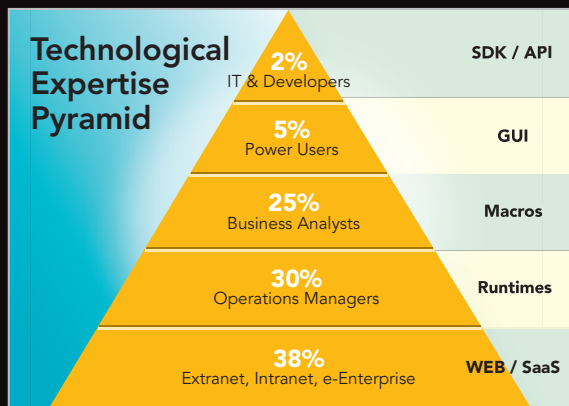 Technological
Expertise
Pyramid
2%
IT & Developers
SDK / API
5%
Power Users
GUI
25%
Business Analysts
Macros
30%
Operations Managers
Runtimes
38%
Extranet, Intranet, e-Enterprise
WEB / SaaS